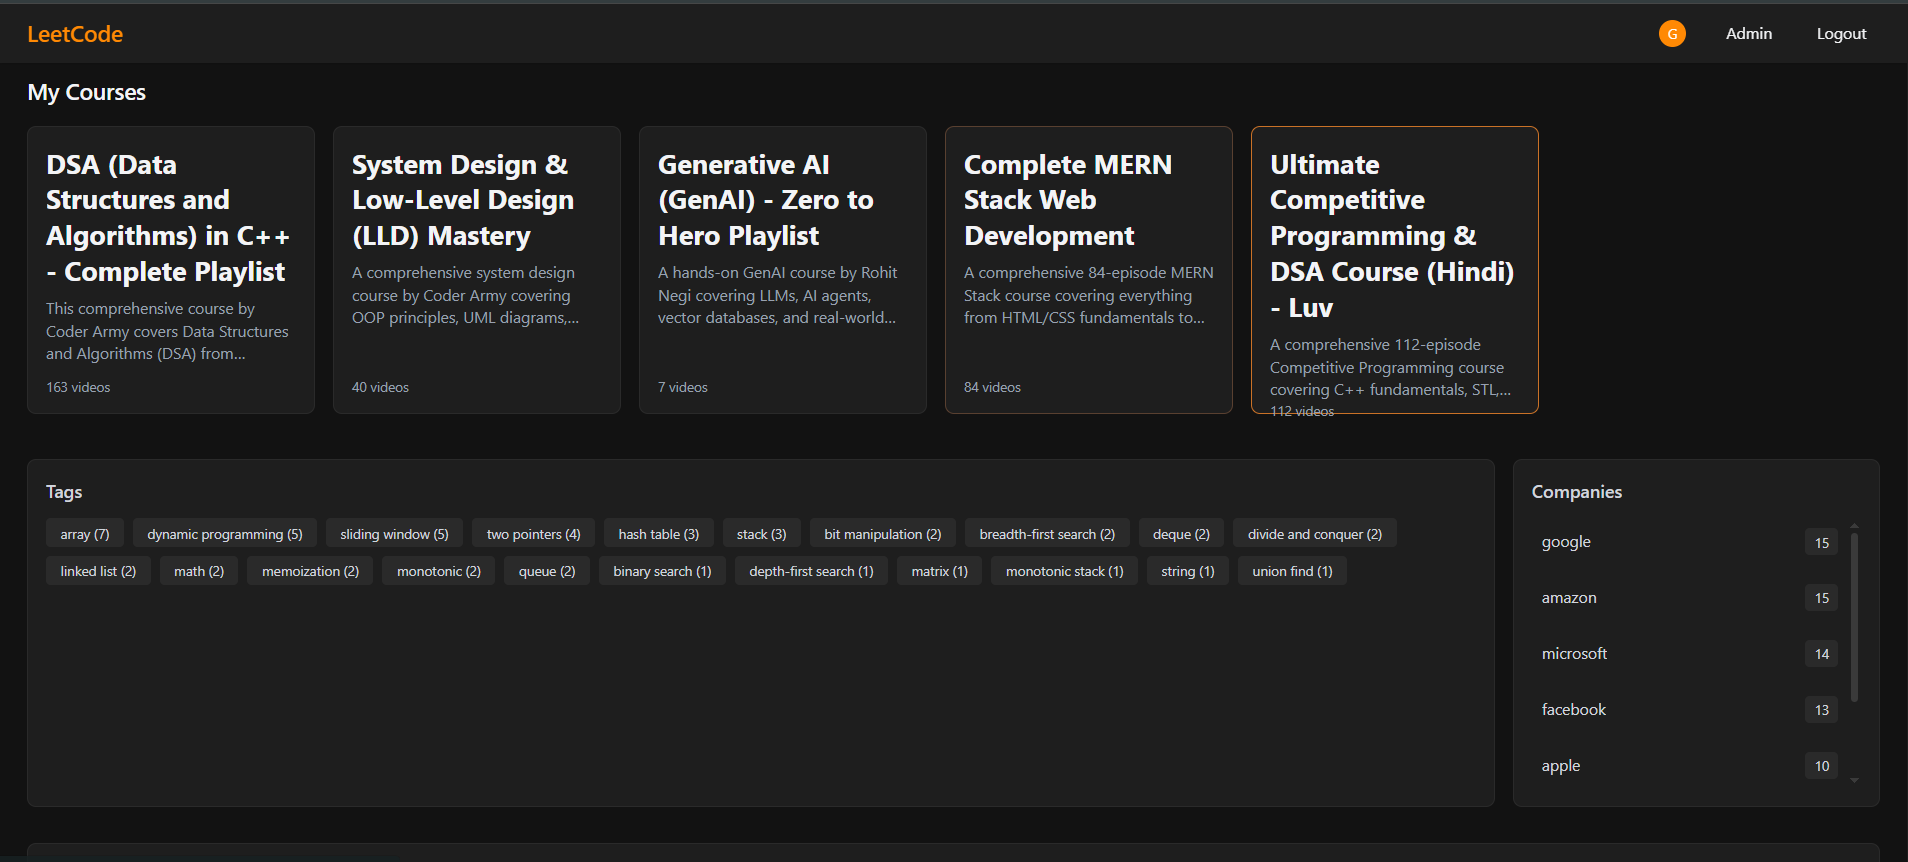 LeetCode
G
Admin
Logout
My Courses
DSA (Data
Structures and
Algorithms) in C++
- Complete Playlist
This comprehensive course by
Coder Army covers Data Structures
and Algorithms (DSA) from...
163 videos
System Design &
Low-Level Design
(LLD) Mastery
A comprehensive system design
course by Coder Army covering
OOP principles, UML diagrams,...
40 videos
Generative AI
(GenAI) - Zero to
Hero Playlist
A hands-on GenAI course by Rohit
Negi covering LLMs, AI agents,
vector databases, and real-world...
7 videos
Complete MERN
Stack Web
Development
A comprehensive 84-episode MERN
Stack course covering everything
from HTML/CSS fundamentals to...
84 videos
Ultimate
Competitive
Programming &
DSA Course (Hindi)
- Luv
A comprehensive 112-episode
Competitive Programming course
covering C++ fundamentals, STL,...
112 videos
Tags
array (7) dynamic programming (5) sliding window (5) two pointers (4) hash table (3) stack (3) bit manipulation (2) breadth-first search (2) deque (2) divide and conquer (2)
linked list (2) math (2) memoization (2) monotonic (2) queue (2) binary search (1) depth-first search (1) matrix (1) monotonic stack (1) string (1) union find (1)
Companies
google 15
amazon 15
microsoft 14
facebook 13
apple 10